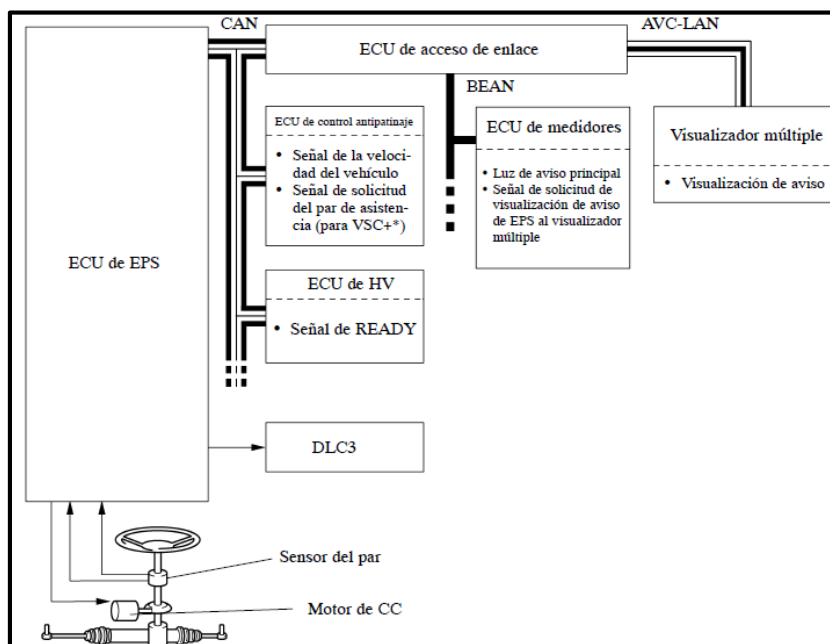 CAN
AVC-LAN
ECU de acceso de enlace
BEAN
ECU de control antipatinaje
• Señal de la veloci-
dad del vehículo
• Señal de solicitud
del par de asisten-
cia (para VSC+*)
ECU de medidores
• Luz de aviso principal
• Señal de solicitud de
visualización de aviso
de EPS al visualizador
múltiple
Visualizador múltiple
• Visualización de aviso
ECU de EPS
ECU de HV
• Señal de READY
DLC3
Sensor del par
Motor de CC